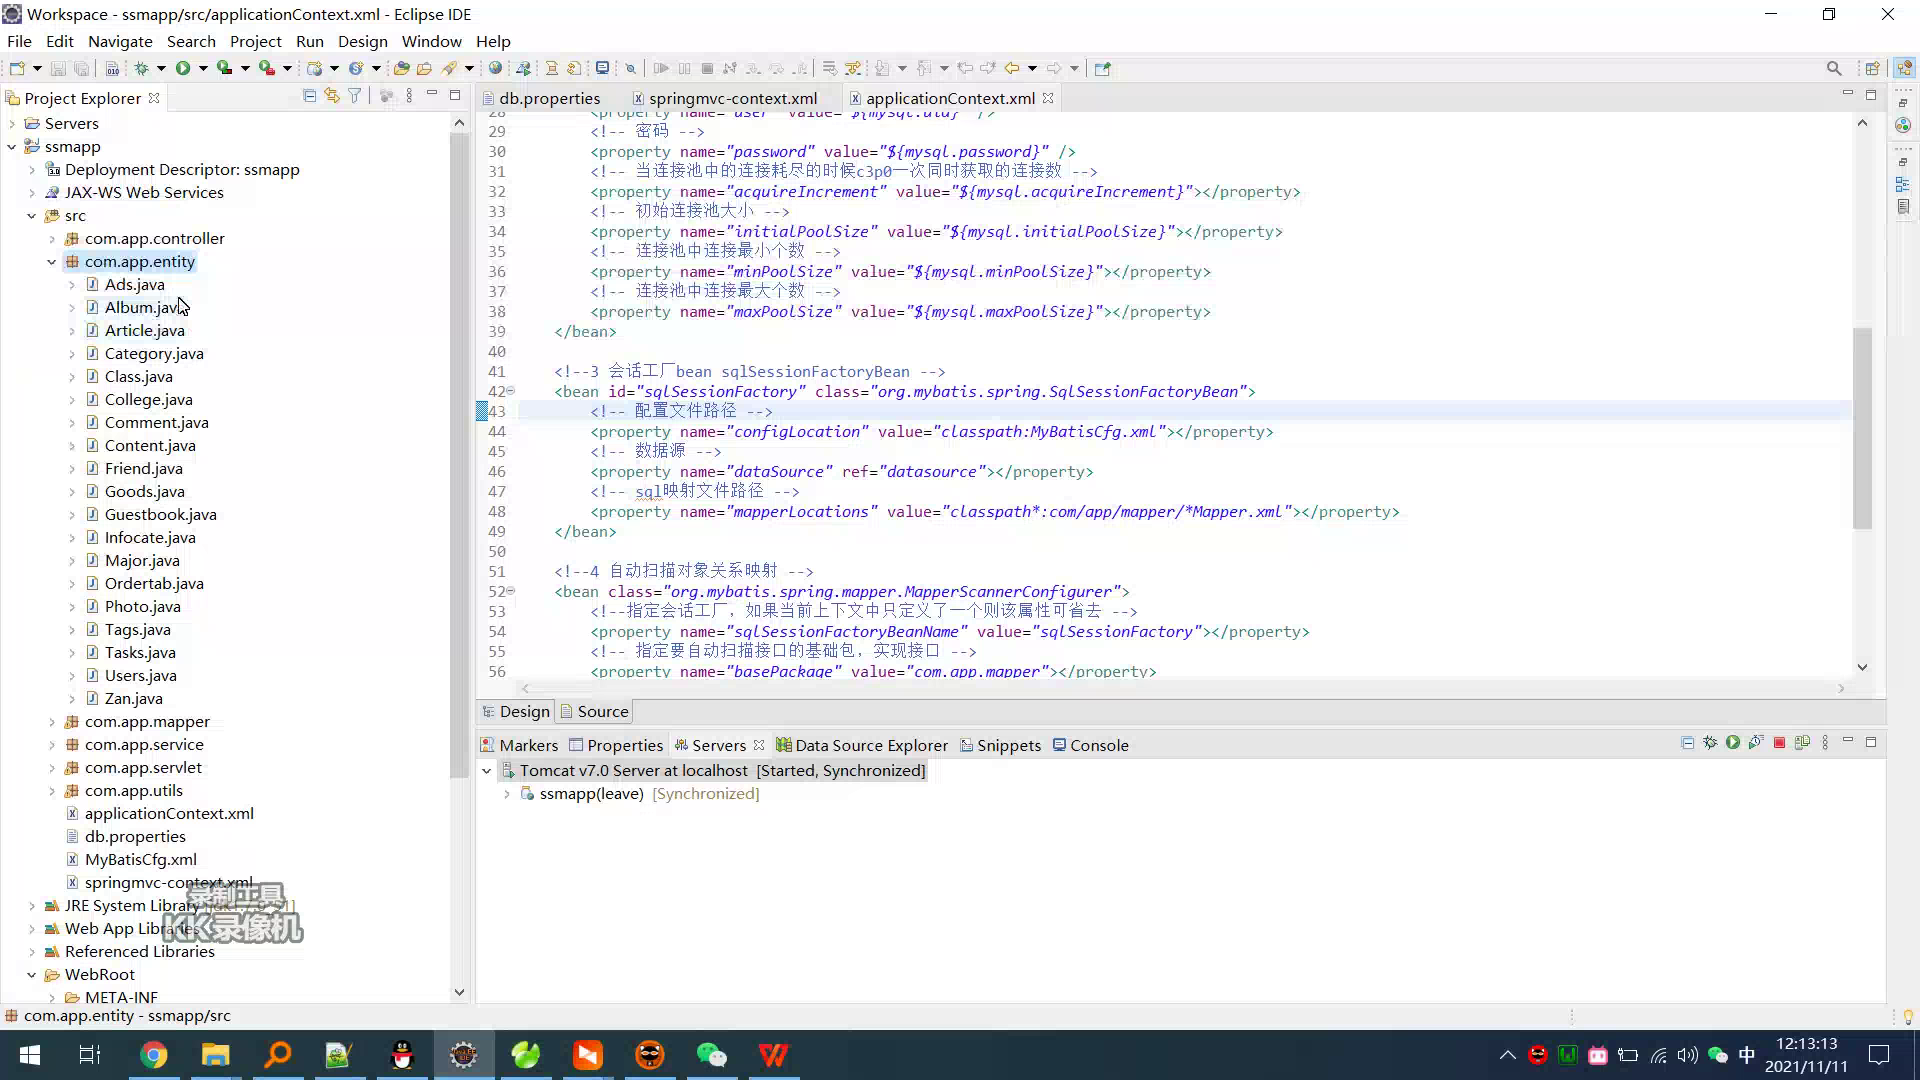 Workspace - ssmapp/src/applicationContext.xml - Eclipse IDE
File Edit Navigate Search Project Run Design Window Help
Project Explorer
Servers
ssmapp
Deployment Descriptor: ssmapp
JAX-WS Web Services
src
com.app.controller
com.app.entity
Ads.java
Album.java
Article.java
Category.java
Class.java
College.java
Comment.java
Content.java
Friend.java
Goods.java
Guestbook.java
Infocate.java
Major.java
Ordertab.java
Photo.java
Tags.java
Tasks.java
Users.java
Zan.java
com.app.mapper
com.app.service
com.app.servlet
com.app.utils
applicationContext.xml
db.properties
MyBatisCfg.xml
springmvc-context.xml
JRE System Library
Web App Libraries
Referenced Libraries
WebRoot
META-INF
录制工具
KK录像机
db.properties springmvc-context.xml applicationContext.xml
28 <property name="user" value="${mysql.uid}" />
29 <!-- 密码 -->
30 <property name="password" value="${mysql.password}" />
31 <!-- 当连接池中的连接耗尽的时候c3p0一次同时获取的连接数 -->
32 <property name="acquireIncrement" value="${mysql.acquireIncrement}"></property>
33 <!-- 初始连接池大小 -->
34 <property name="initialPoolSize" value="${mysql.initialPoolSize}"></property>
35 <!-- 连接池中连接最小个数 -->
36 <property name="minPoolSize" value="${mysql.minPoolSize}"></property>
37 <!-- 连接池中连接最大个数 -->
38 <property name="maxPoolSize" value="${mysql.maxPoolSize}"></property>
39 </bean>
40
41 <!--3 会话工厂bean sqlSessionFactoryBean -->
42 <bean id="sqlSessionFactory" class="org.mybatis.spring.SqlSessionFactoryBean">
43 <!-- 配置文件路径 -->
44 <property name="configLocation" value="classpath:MyBatisCfg.xml"></property>
45 <!-- 数据源 -->
46 <property name="dataSource" ref="datasource"></property>
47 <!-- sql映射文件路径 -->
48 <property name="mapperLocations" value="classpath*:com/app/mapper/*Mapper.xml"></property>
49 </bean>
50
51 <!--4 自动扫描对象关系映射 -->
52 <bean class="org.mybatis.spring.mapper.MapperScannerConfigurer">
53 <!--指定会话工厂，如果当前上下文中只定义了一个则该属性可省去 -->
54 <property name="sqlSessionFactoryBeanName" value="sqlSessionFactory"></property>
55 <!-- 指定要自动扫描接口的基础包，实现接口 -->
56 <property name="basePackage" value="com.app.mapper"></property>
Design Source
Markers Properties Servers Data Source Explorer Snippets Console
Tomcat v7.0 Server at localhost [Started, Synchronized]
ssmapp(leave) [Synchronized]
com.app.entity - ssmapp/src
中
12:13:13
2021/11/11